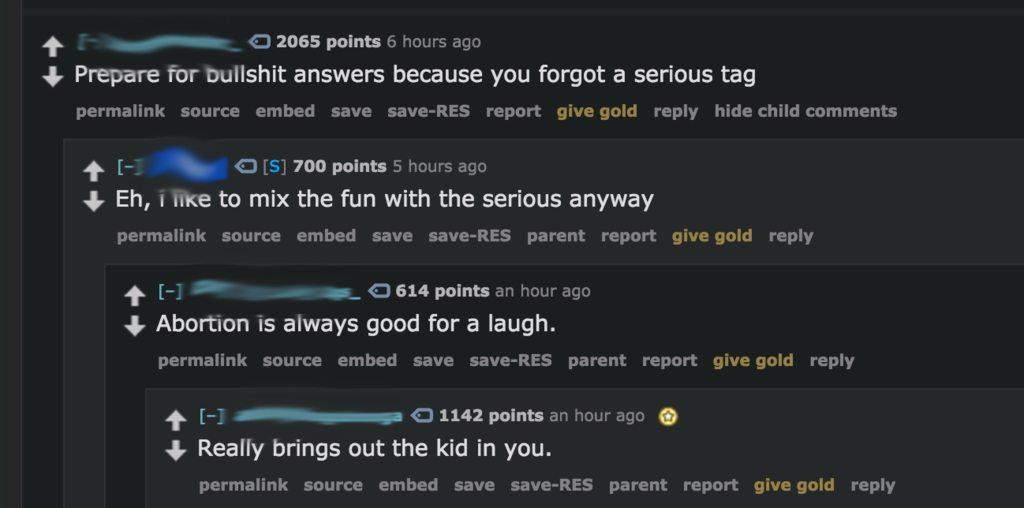 2065 points 6 hours ago
Prepare for bullshit answers because you forgot a serious tag
permalink source embed save save-RES report give gold reply hide child comments
[–] [S] 700 points 5 hours ago
Eh, i like to mix the fun with the serious anyway
permalink source embed save save-RES parent report give gold reply
[–] 614 points an hour ago
Abortion is always good for a laugh.
permalink source embed save save-RES parent report give gold reply
[–] 1142 points an hour ago
Really brings out the kid in you.
permalink source embed save save-RES parent report give gold reply